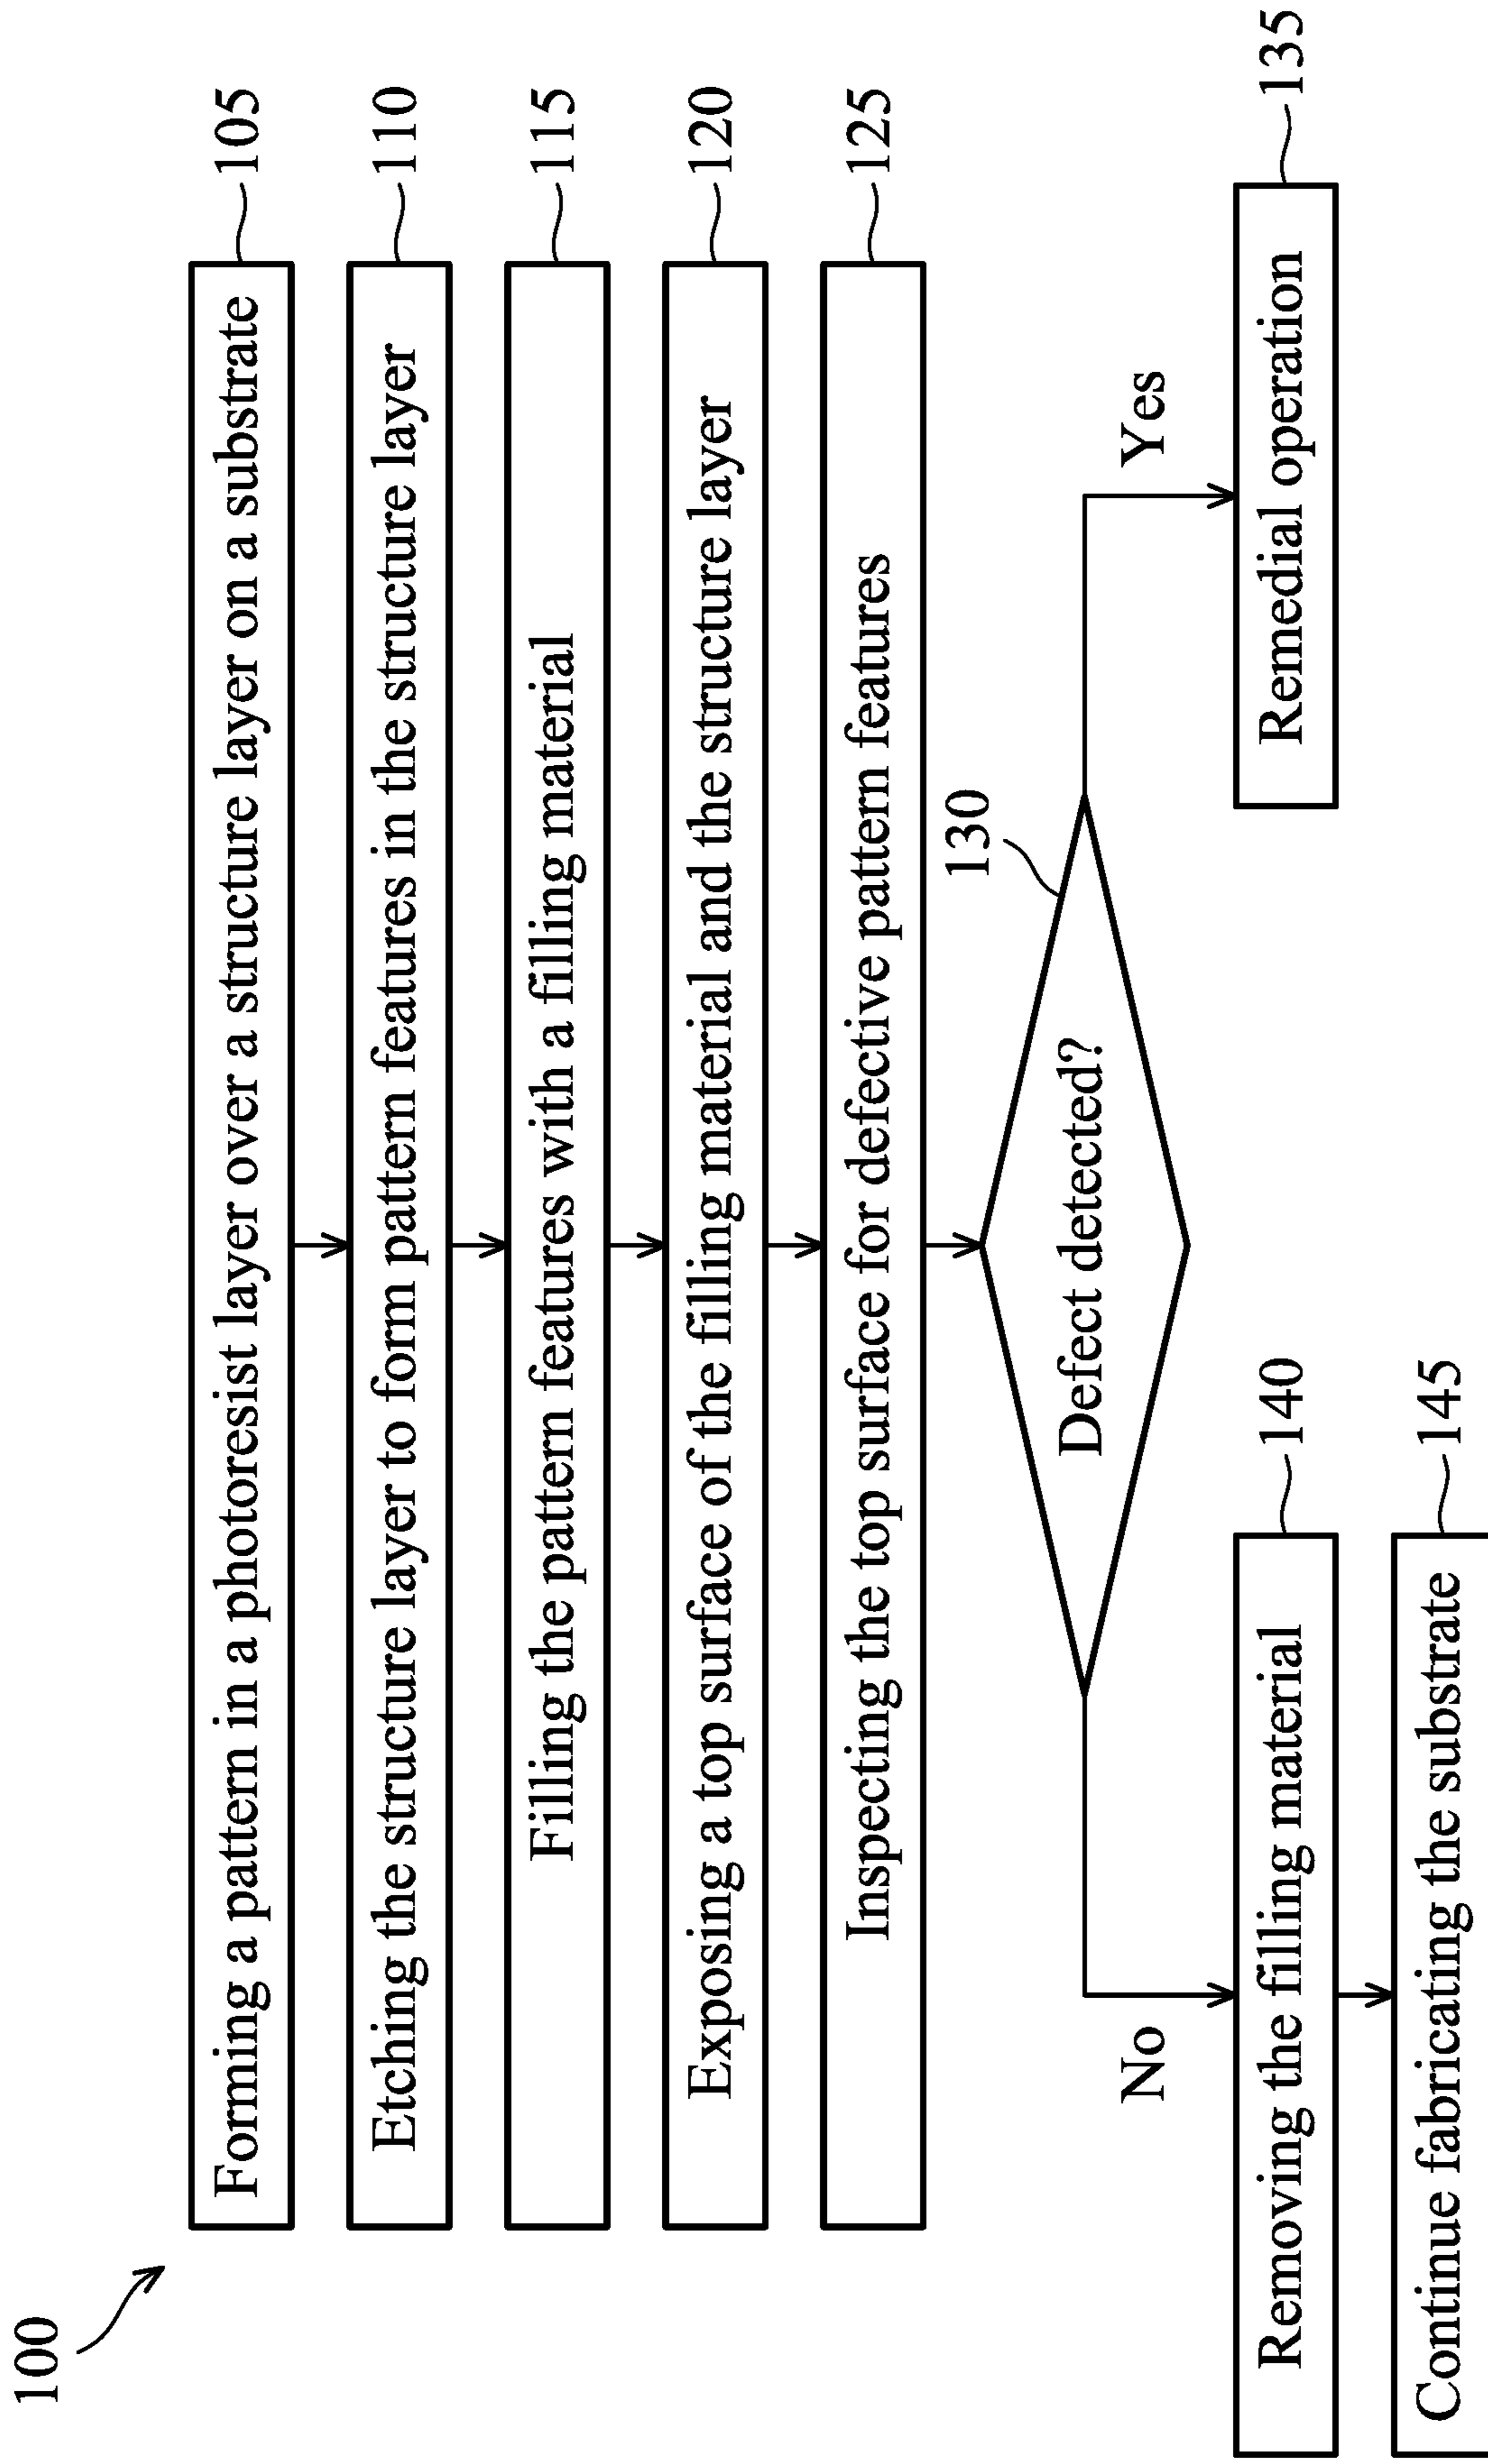 100
Forming a pattern in a photoresist layer over a structure layer on a substrate
105
Etching the structure layer to form pattern features in the structure layer
110
Filling the pattern features with a filling material
115
Exposing a top surface of the filling material and the structure layer
120
Inspecting the top surface for defective pattern features
125
130
Defect detected?
No
Yes
Removing the filling material
140
Remedial operation
135
Continue fabricating the substrate
145